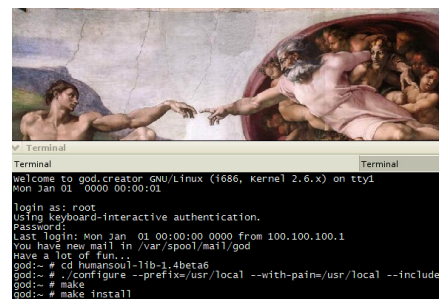 Terminal
Terminal Terminal
Welcome to god.creator GNU/Linux (i686, Kernel 2.6.x) on tty1
Mon Jan 01  0000 00:00:01
login as: root
Using keyboard-interactive authentication.
Password:
Last login: Mon Jan  01 00:00:00 0000 from 100.100.100.1
You have new mail in /var/spool/mail/god
Have a lot of fun...
god:~ # cd humansoul-lib-1.4beta6
god:~ # ./configure --prefix=/usr/local --with-pain=/usr/local --include
god:~ # make
god:~ # make install